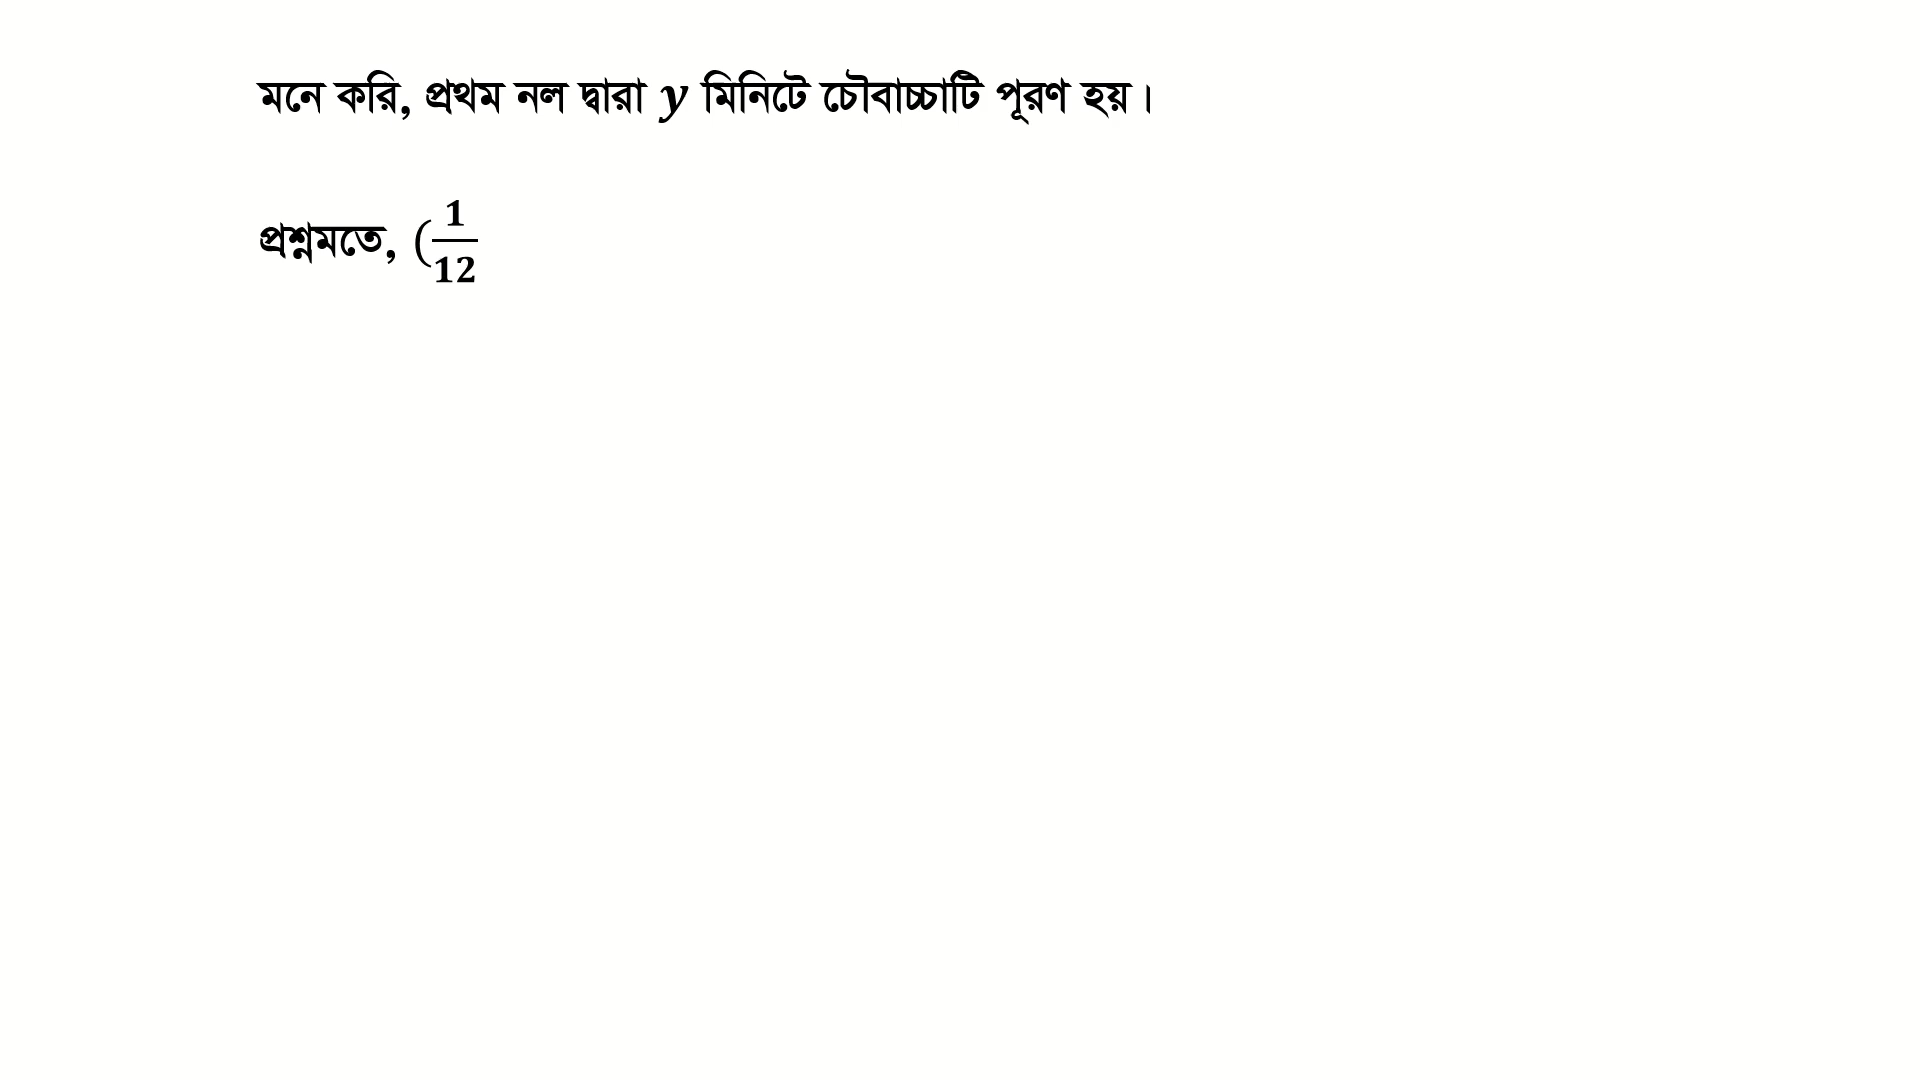 মনে করি, প্রথম নল দ্বারা y মিনিটে চৌবাচ্চাটি পূরণ হয়।
প্রশ্নমতে, (1/12